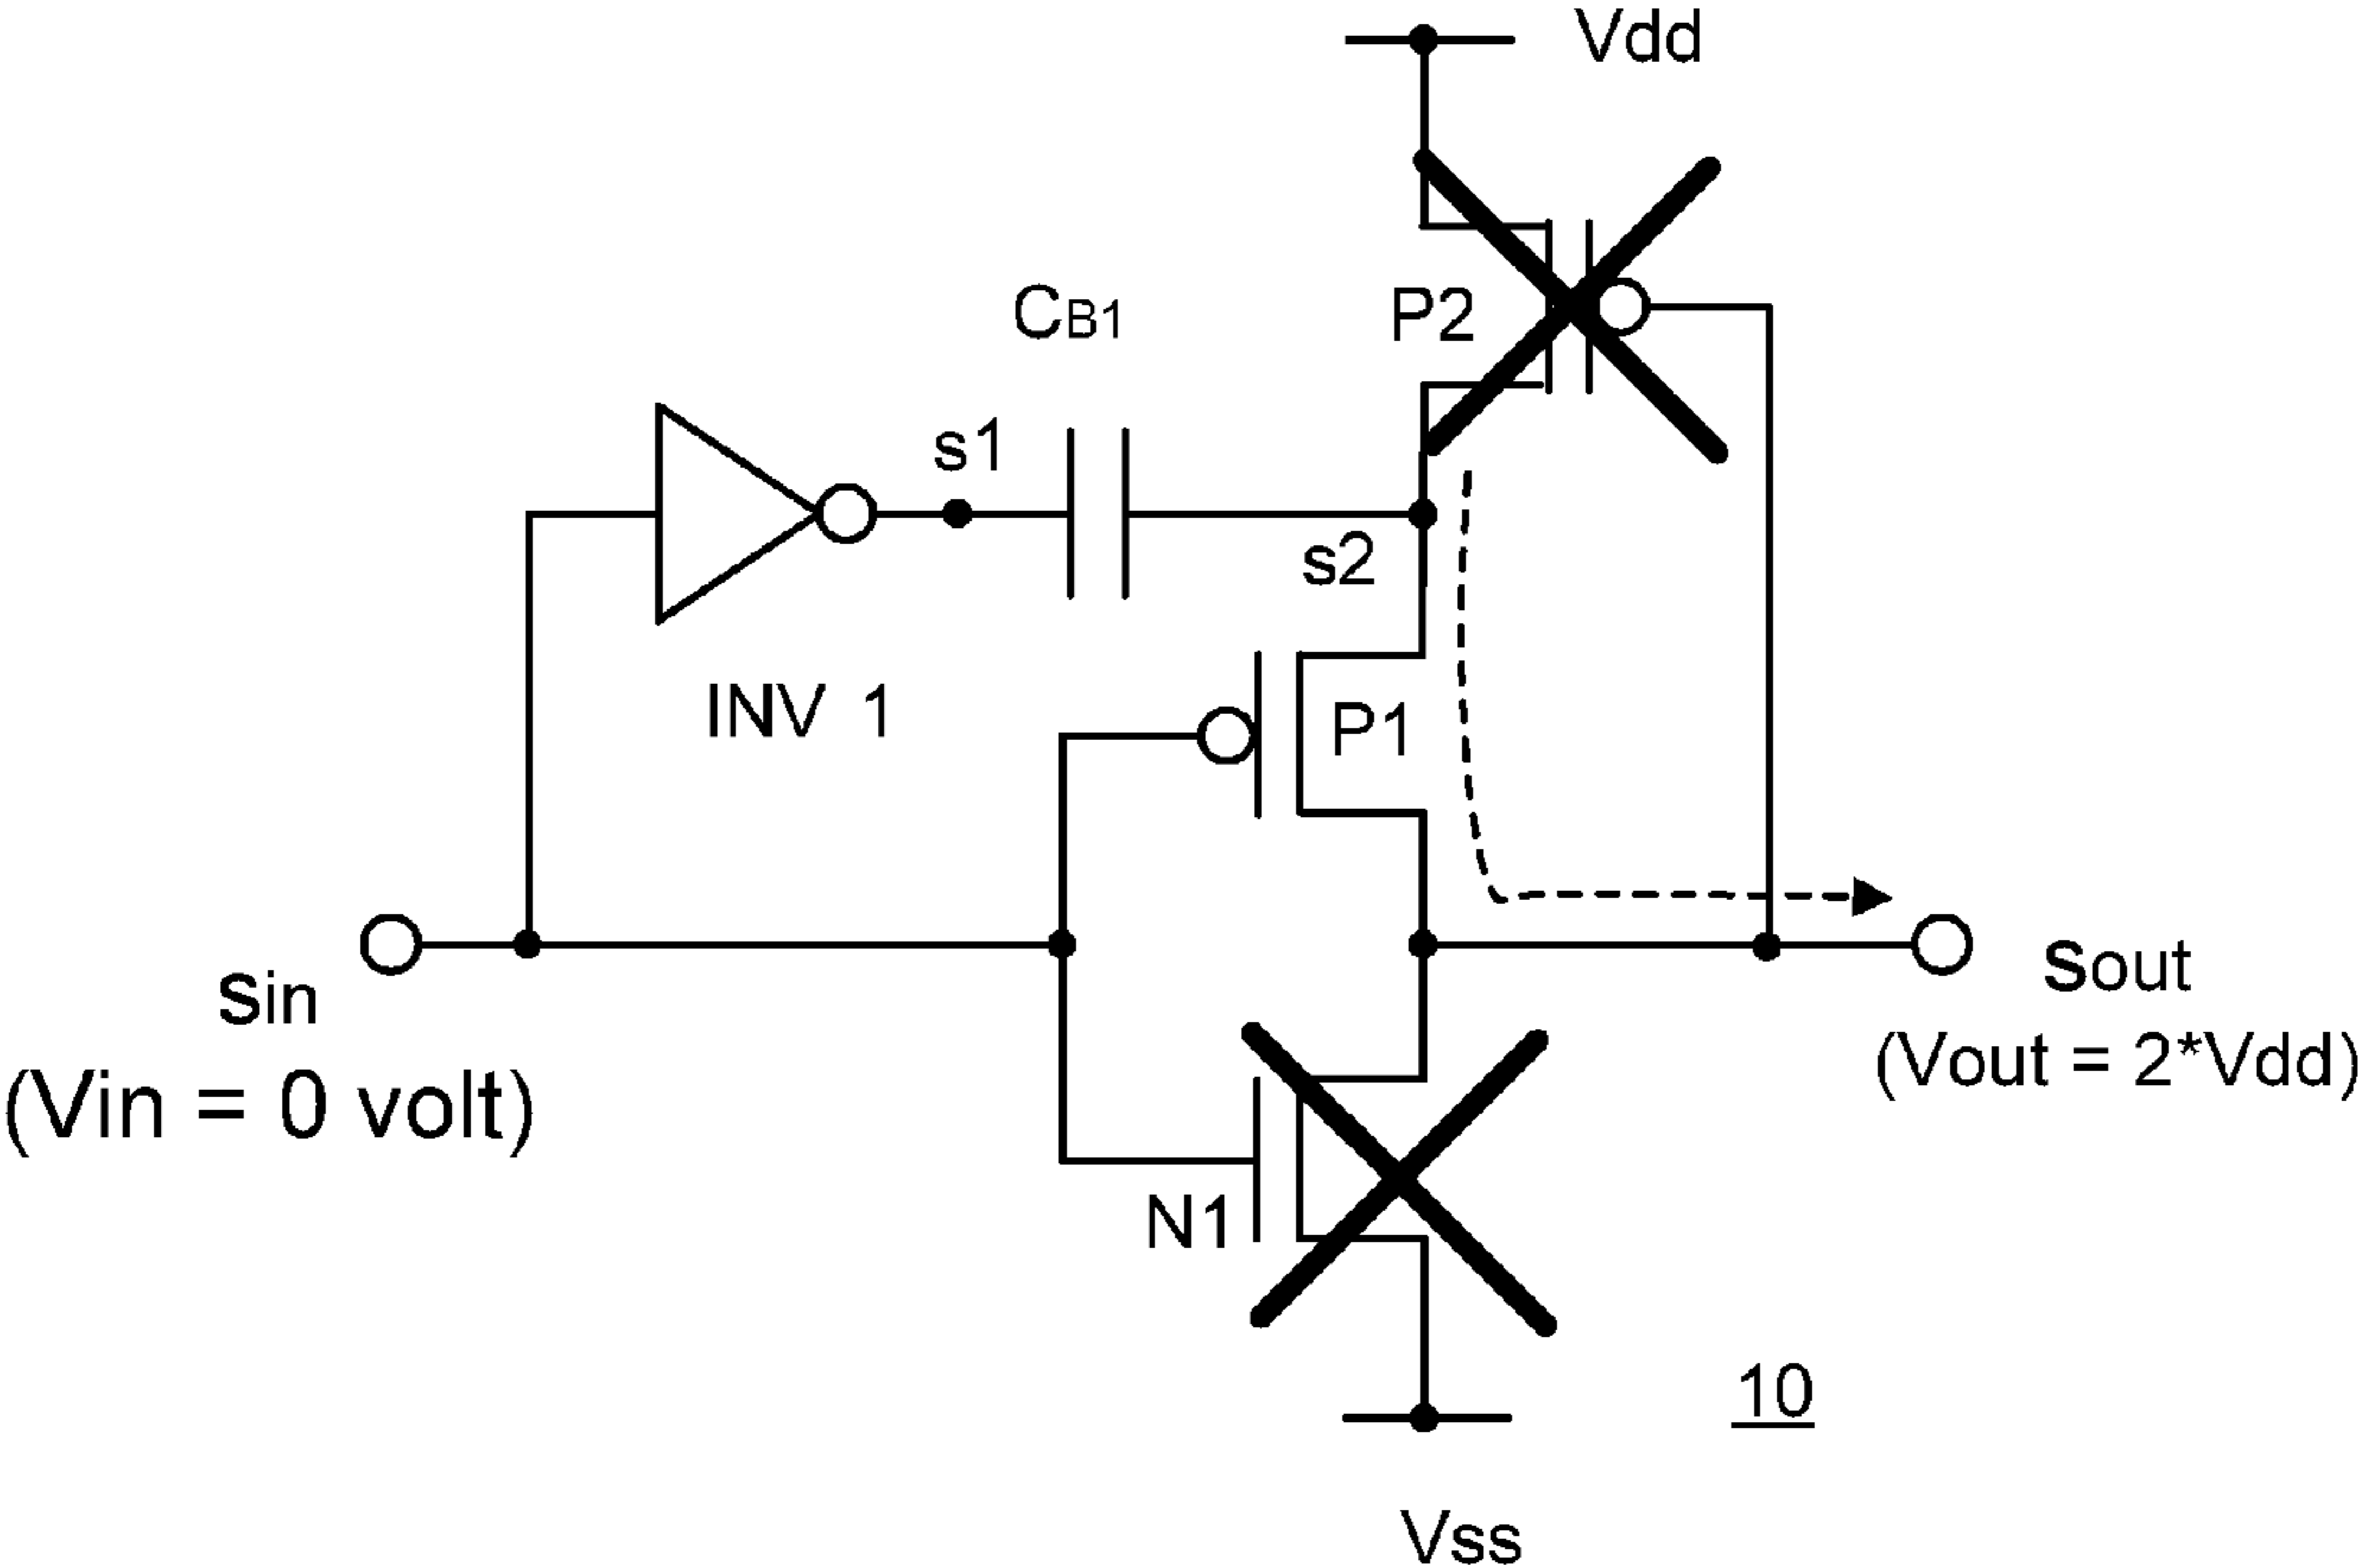 Vdd
CB1
P2
s1
s2
INV 1
P1
sin
(Vin = 0 volt)
sout
(Vout = 2*Vdd)
N1
10
Vss